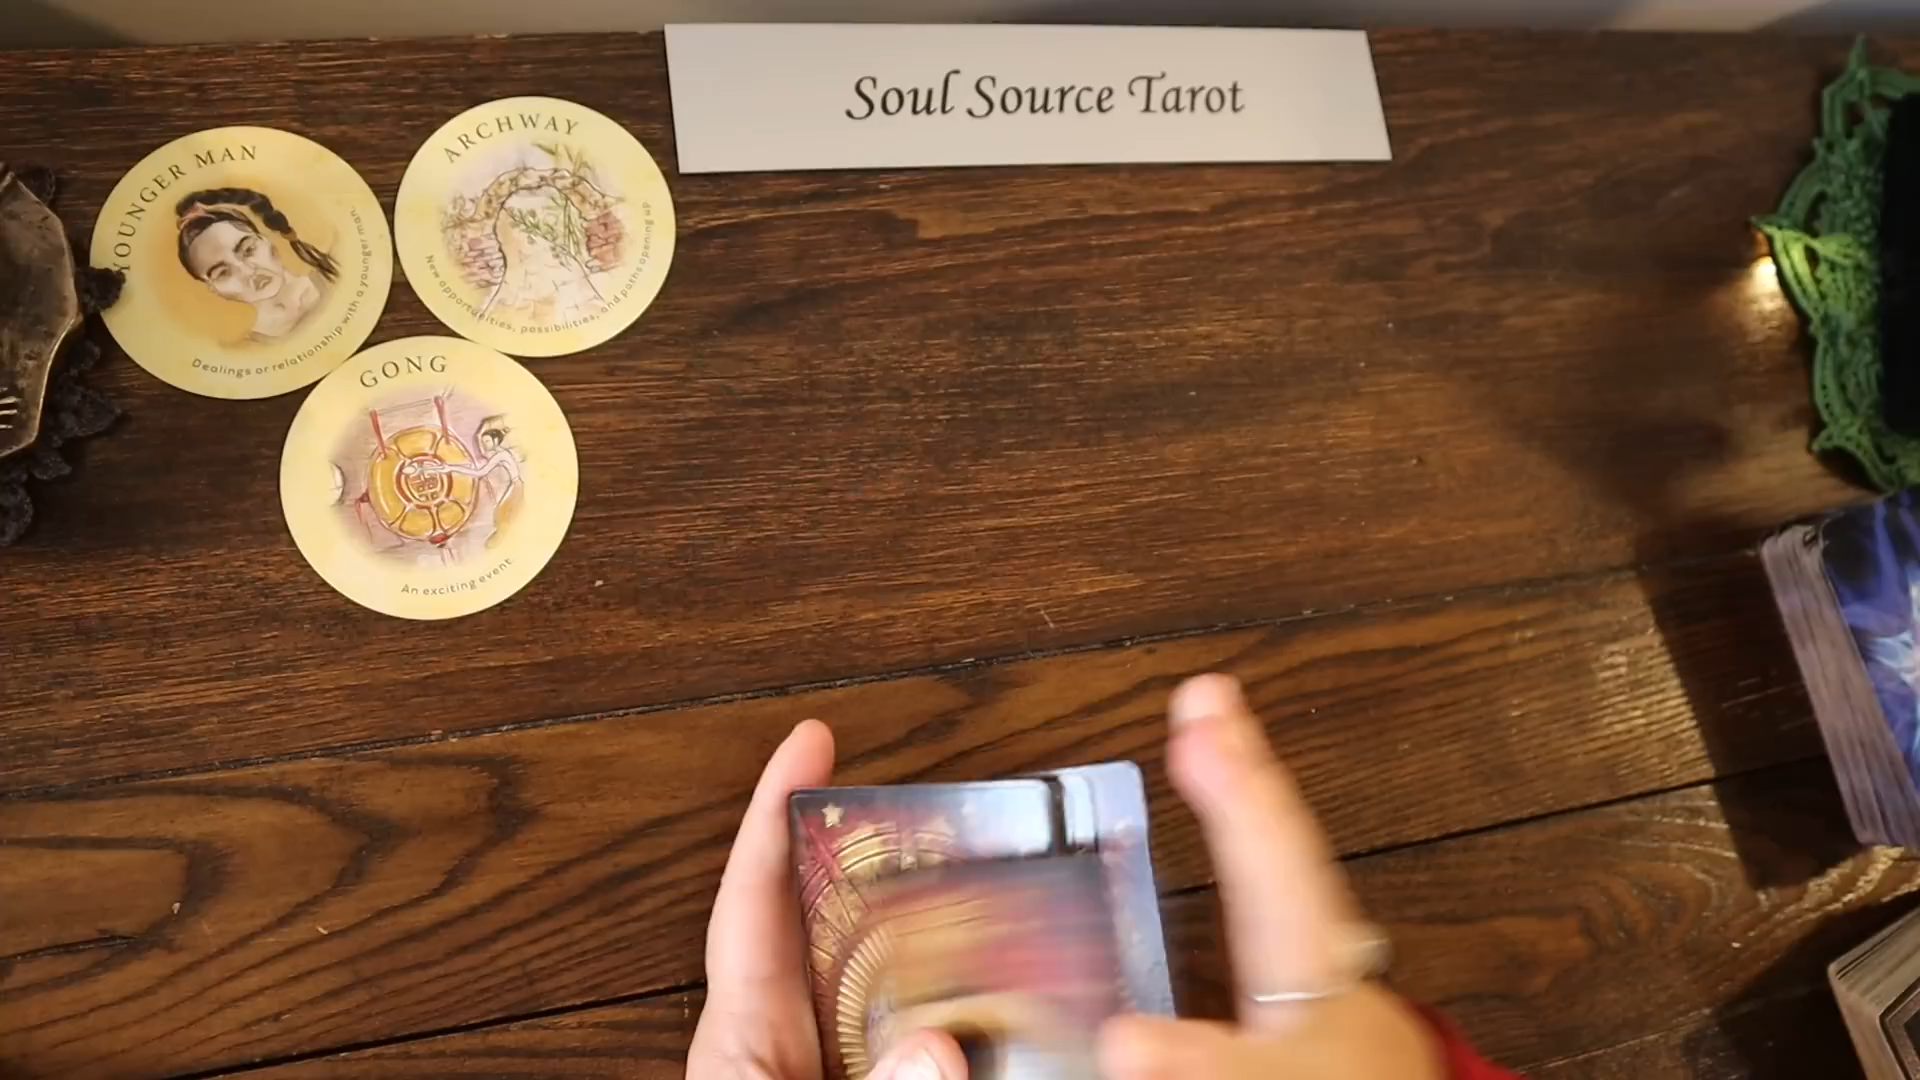 Soul Source Tarot
YOUNGER MAN
Dealings or relationship with a younger man.
ARCHWAY
New opportunities, possibilities, and paths opening up
GONG
An exciting event